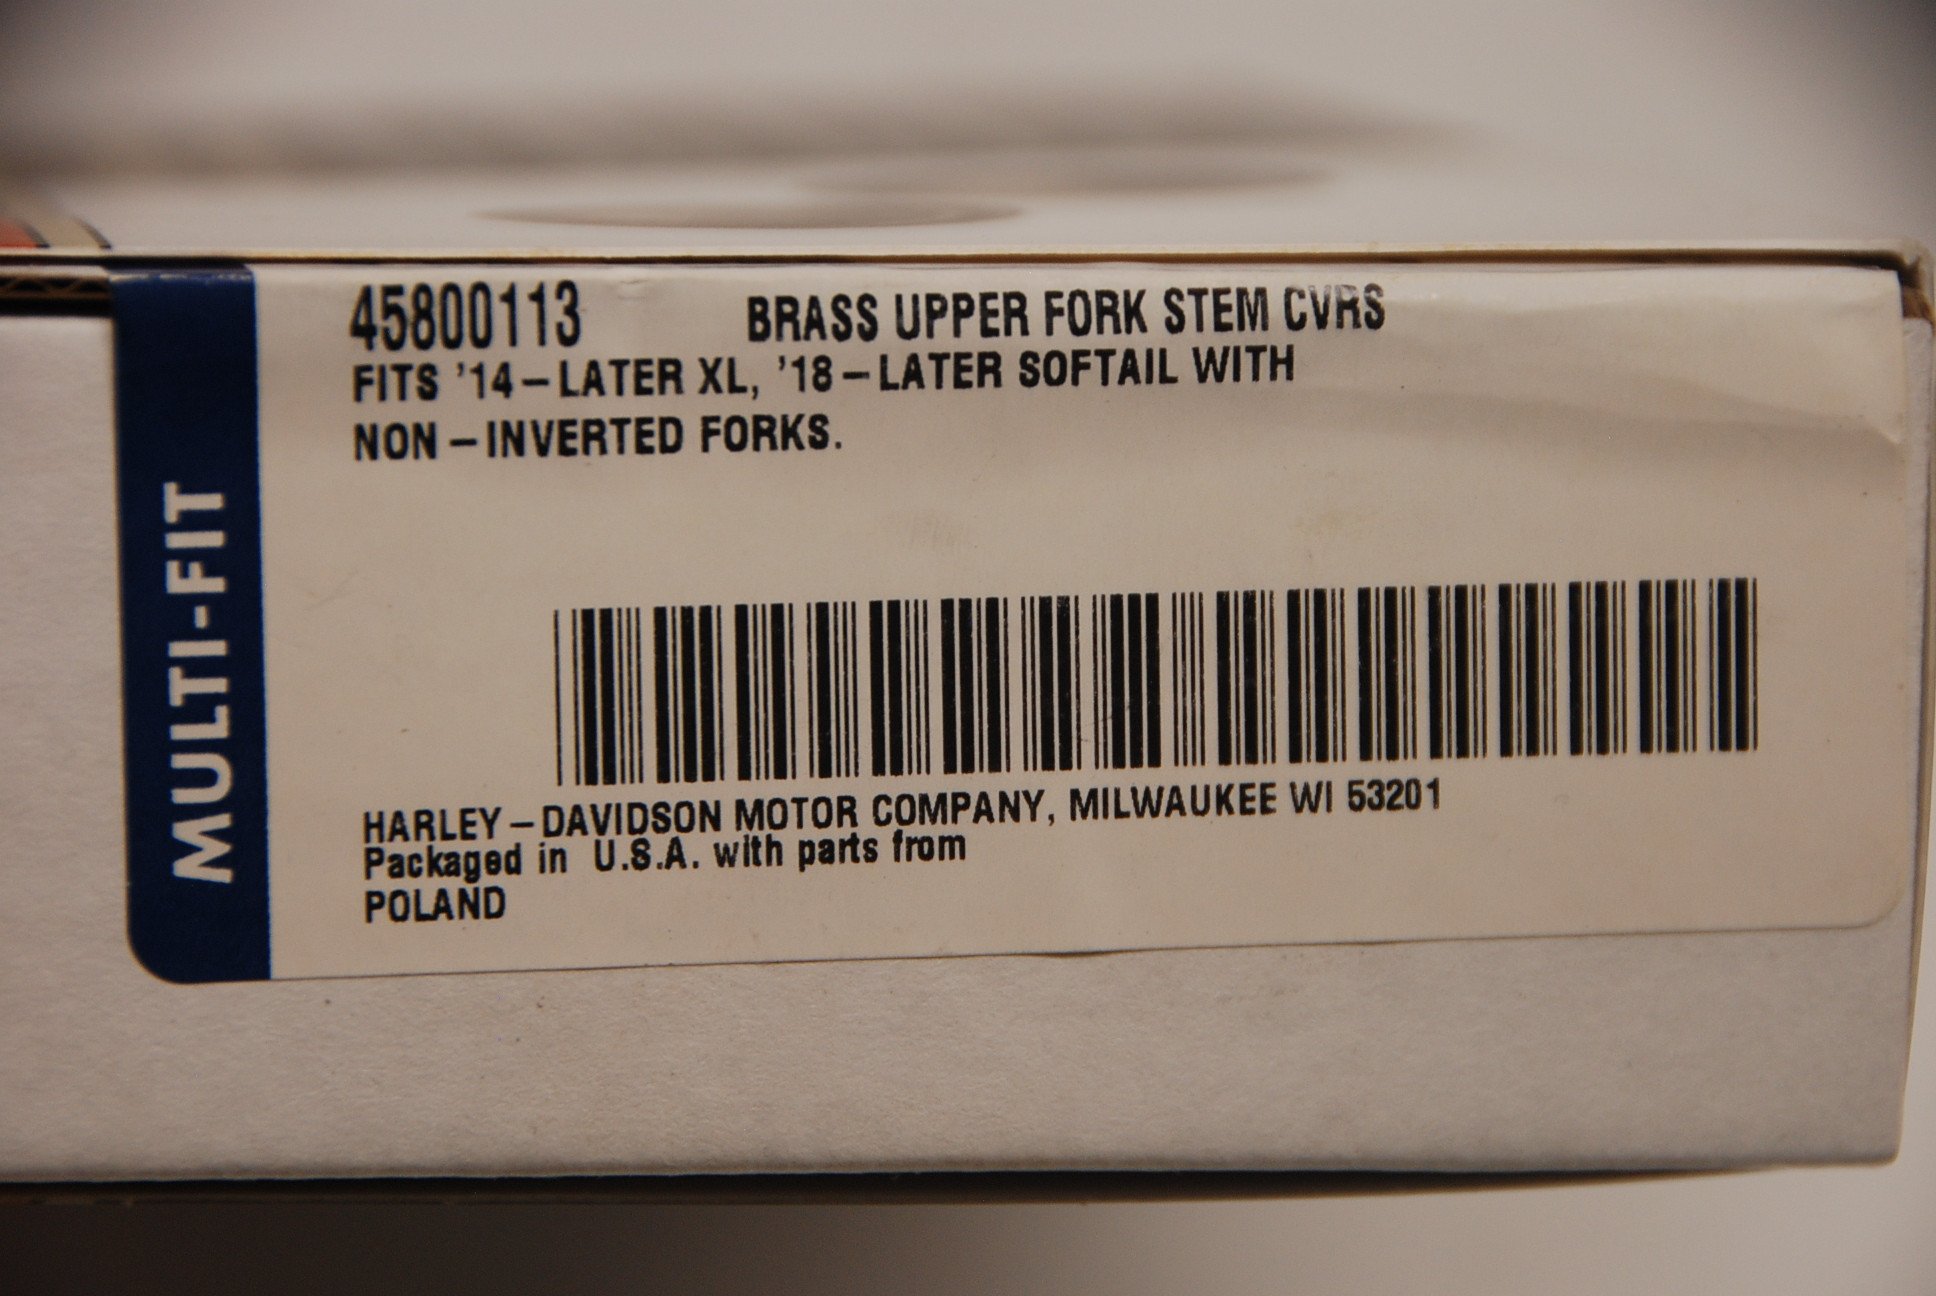 45800113 BRASS UPPER FORK STEM CVRS
FITS '14-LATER XL, '18-LATER SOFTAIL WITH
NON-INVERTED FORKS.
MULTI-FIT
HARLEY-DAVIDSON MOTOR COMPANY, MILWAUKEE WI 53201
Packaged in U.S.A. with parts from
POLAND